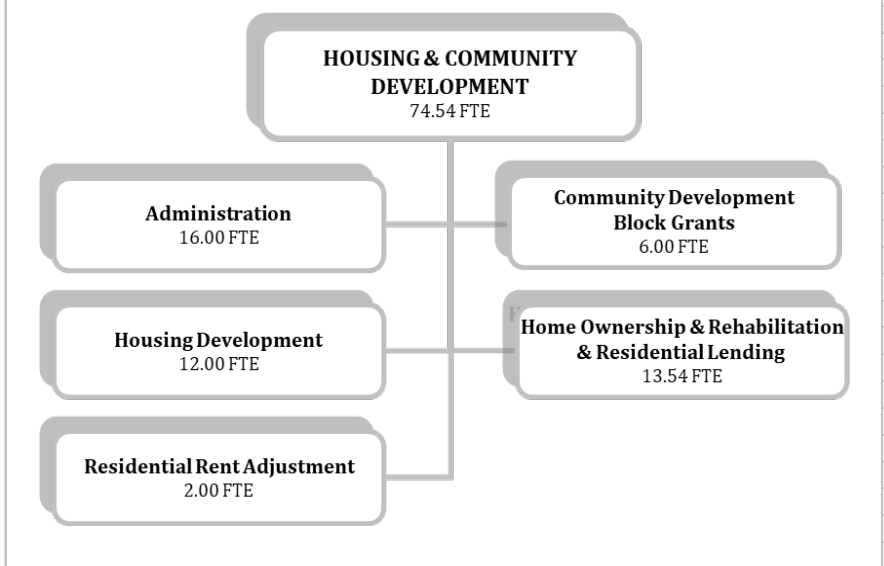 HOUSING & COMMUNITY
DEVELOPMENT
74.54 FTE
Administration
16.00 FTE
Community Development
Block Grants
6.00 FTE
Housing Development
12.00 FTE
Home Ownership & Rehabilitation
& Residential Lending
13.54 FTE
Residential Rent Adjustment
2.00 FTE